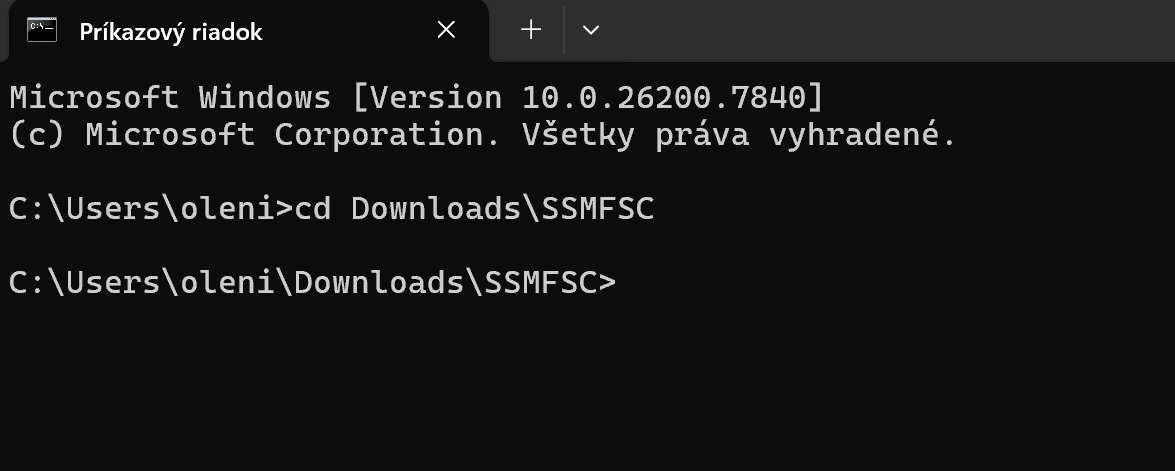 Príkazový riadok
Microsoft Windows [Version 10.0.26200.7840]
(c) Microsoft Corporation. Všetky práva vyhradené.
C:\Users\oleni>cd Downloads\SSMFSC
C:\Users\oleni\Downloads\SSMFSC>